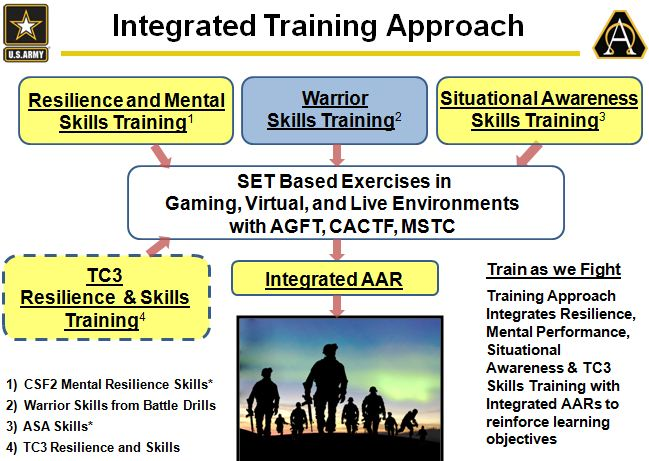 Integrated Training Approach
U.S.ARMY
A
Resilience and Mental
Skills Training1
Warrior
Skills Training2
Situational Awareness
Skills Training3
SET Based Exercises in
Gaming, Virtual, and Live Environments
with AGFT, CACTF, MSTC
TC3
Resilience & Skills
Training4
Integrated AAR
Train as we Fight
Training Approach
Integrates Resilience,
Mental Performance,
Situational
Awareness & TC3
Skills Training with
Integrated AARs to
reinforce learning
objectives
1) CSF2 Mental Resilience Skills*
2) Warrior Skills from Battle Drills
3) ASA Skills*
4) TC3 Resilience and Skills